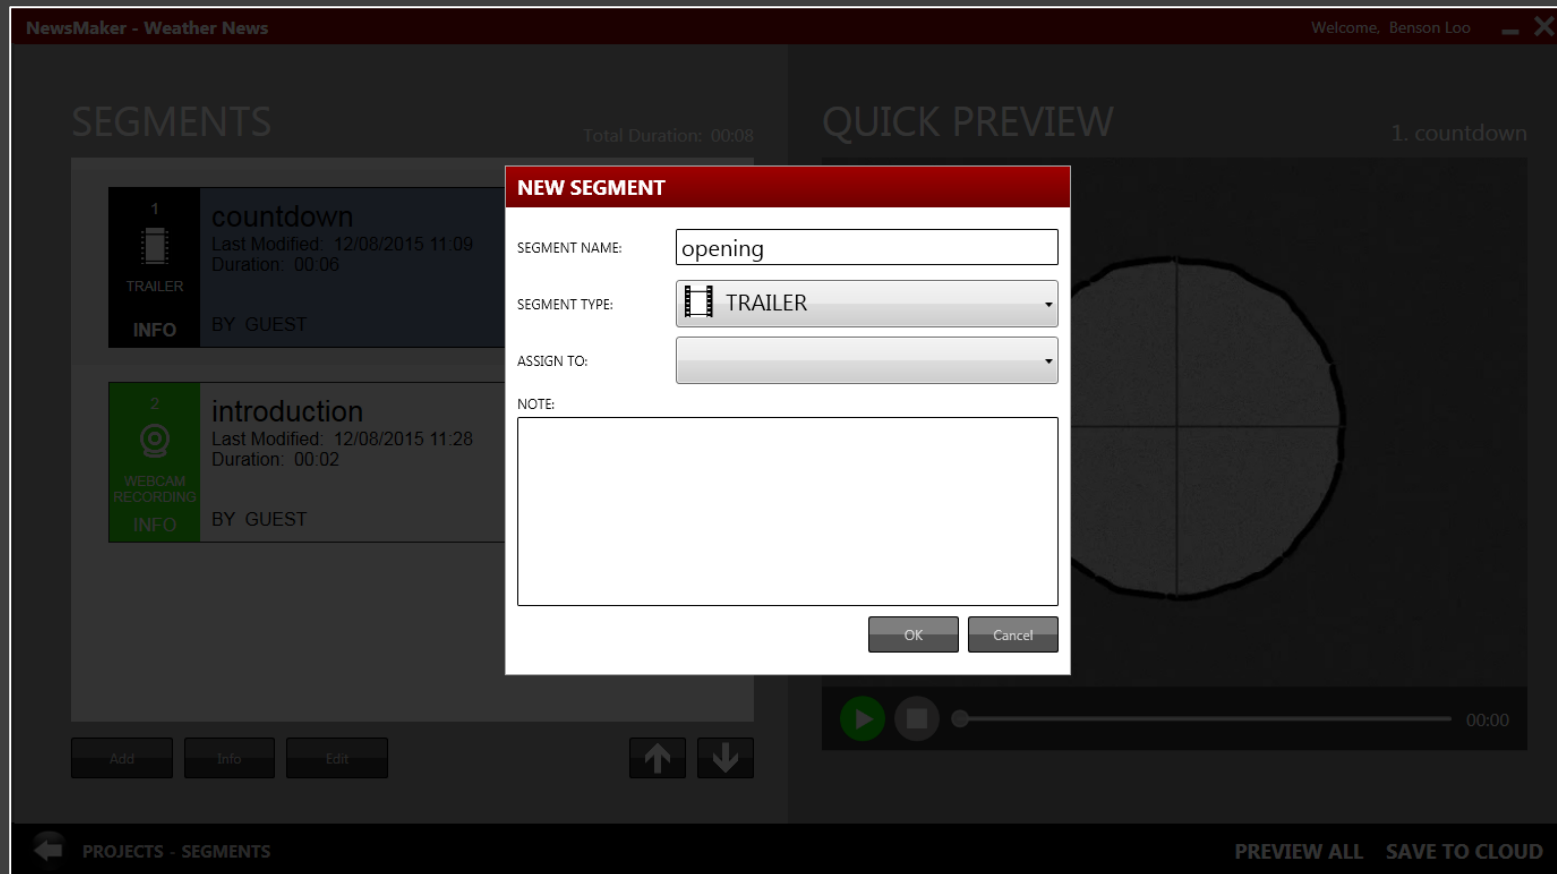 NewsMaker - Weather News
Welcome, Benson Loo
SEGMENTS
Total Duration: 00:08
1
TRAILER
INFO
countdown
Last Modified: 12/08/2015 11:09
Duration: 00:06
BY GUEST
2
WEBCAM
RECORDING
INFO
introduction
Last Modified: 12/08/2015 11:28
Duration: 00:02
BY GUEST
Add
Info
Edit
QUICK PREVIEW
1. countdown
00:00
NEW SEGMENT
SEGMENT NAME:
opening
SEGMENT TYPE:
TRAILER
ASSIGN TO:
NOTE:
OK
Cancel
PROJECTS - SEGMENTS
PREVIEW ALL
SAVE TO CLOUD